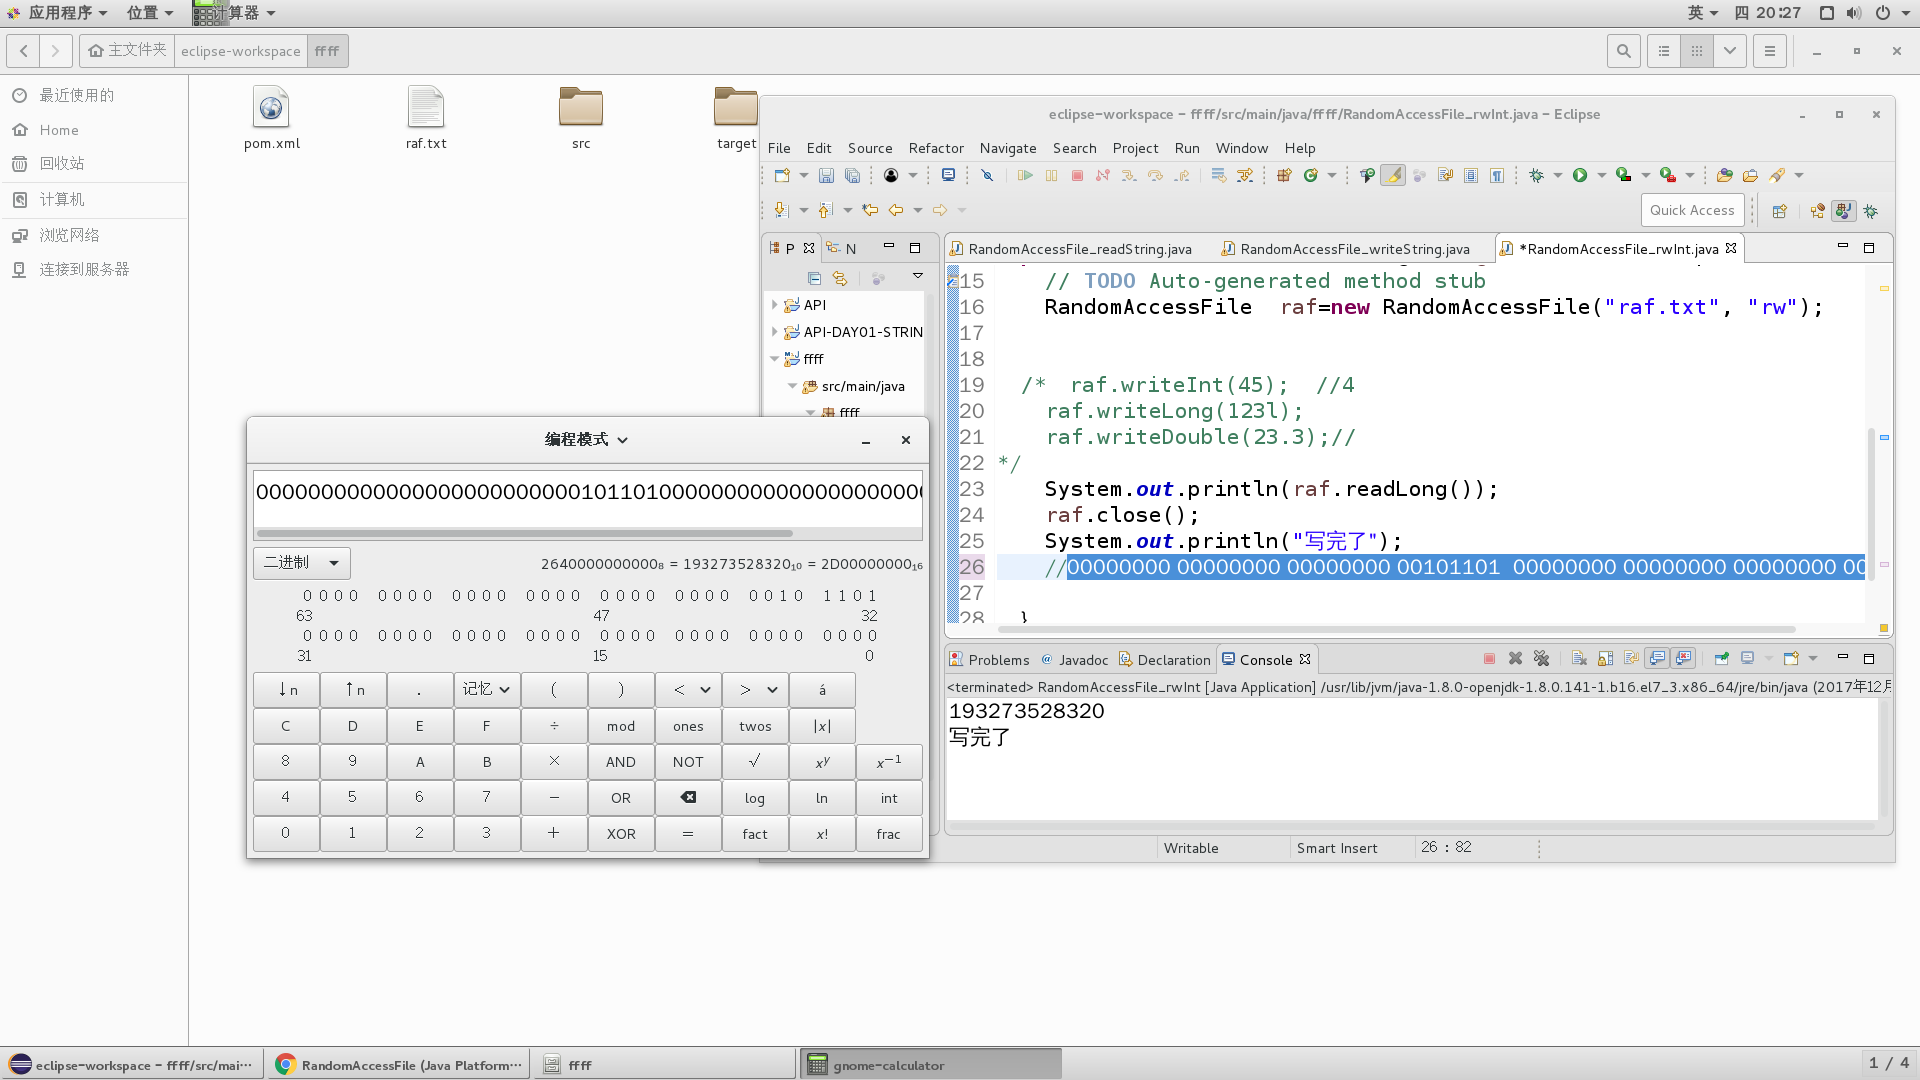 应用程序 位置 计算器
英 四 20:27
主文件夹 eclipse-workspace ffff
最近使用的
Home
回收站
计算机
浏览网络
连接到服务器
pom.xml raf.txt src target
eclipse-workspace - ffff/src/main/java/ffff/RandomAccessFile_rwInt.java - Eclipse
File Edit Source Refactor Navigate Search Project Run Window Help
Quick Access
P N
RandomAccessFile_readString.java RandomAccessFile_writeString.java *RandomAccessFile_rwInt.java
API
API-DAY01-STRIN
ffff
src/main/java
ffff
15 // TODO Auto-generated method stub
16 RandomAccessFile raf=new RandomAccessFile("raf.txt", "rw");
17
18
19 /* raf.writeInt(45); //4
20 raf.writeLong(123l);
21 raf.writeDouble(23.3);//
22 */
23 System.out.println(raf.readLong());
24 raf.close();
25 System.out.println("写完了");
26 //00000000 00000000 00000000 00101101 00000000 00000000 00000000 00
27
28 }
编程模式
二进制
2640000000000₈ = 193273528320₁₀ = 2D00000000₁₆
0000 0000 0000 0000 0000 0000 0010 1101
63 47 32
0000 0000 0000 0000 0000 0000 0000 0000
31 15 0
↓n ↑n . 记忆 ( ) < > á
C D E F ÷ mod ones twos |x|
8 9 A B × AND NOT √ xʸ x⁻¹
4 5 6 7 − OR log ln int
0 1 2 3 + XOR = fact x! frac
Problems Javadoc Declaration Console
<terminated> RandomAccessFile_rwInt [Java Application] /usr/lib/jvm/java-1.8.0-openjdk-1.8.0.141-1.b16.el7_3.x86_64/jre/bin/java (2017年12月
193273528320
写完了
Writable Smart Insert 26 : 82
eclipse-workspace - ffff/src/mai… RandomAccessFile (Java Platform… ffff gnome-calculator
1 / 4